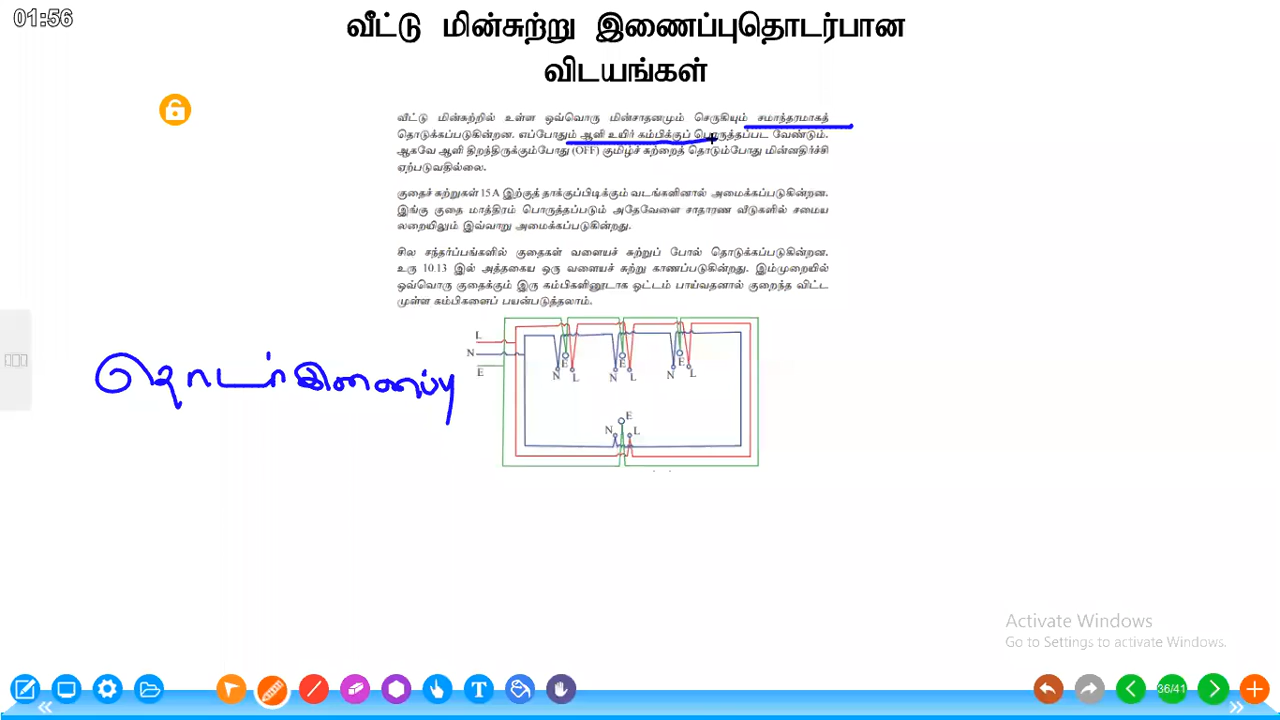 01:56
வீட்டு மின்சுற்று இணைப்புதொடர்பான
விடயங்கள்
வீட்டு மின்சுற்றில் உள்ள ஒவ்வொரு மின்சாதனமும் செருகியும் சமாந்தரமாகத்
தொடுக்கப்படுகின்றன. எப்போதும் ஆளி உயிர் கம்பிக்குப் பொருத்தப்பட வேண்டும்.
ஆகவே ஆளி திறந்திருக்கும்போது (OFF) குமிழ்ச் சுற்றைத் தொடும்போது மின்னதிர்ச்சி
ஏற்படுவதில்லை.
குதைச் சுற்றுகள் 15 A இற்குத் தாக்குப்பிடிக்கும் வடங்களினால் அமைக்கப்படுகின்றன.
இங்கு குதை மாத்திரம் பொருத்தப்படும் அதேவேளை சாதாரண வீடுகளில் சமைய
லறையிலும் இவ்வாறு அமைக்கப்படுகின்றது.
சில சந்தர்ப்பங்களில் குதைகள் வளையச் சுற்றுப் போல் தொடுக்கப்படுகின்றன.
உரு 10.13 இல் அத்தகைய ஒரு வளையச் சுற்று காணப்படுகின்றது. இம்முறையில்
ஒவ்வொரு குதைக்கும் இரு கம்பிகளினூடாக ஓட்டம் பாய்வதனால் குறைந்த விட்ட
முள்ள கம்பிகளைப் பயன்படுத்தலாம்.
L
N
E
E E E
N L N L N L
தொடர்இணைப்பு
E
N L
Activate Windows
Go to Settings to activate Windows.
T
36/41